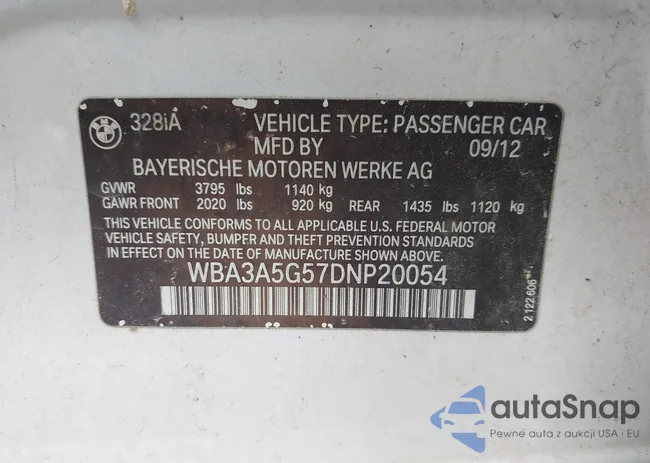 BMW
328iA VEHICLE TYPE: PASSENGER CAR
MFD BY 09/12
BAYERISCHE MOTOREN WERKE AG
GVWR 3795 lbs 1140 kg
GAWR FRONT 2020 lbs 920 kg REAR 1435 lbs 1120 kg
THIS VEHICLE CONFORMS TO ALL APPLICABLE U.S. FEDERAL MOTOR
VEHICLE SAFETY, BUMPER AND THEFT PREVENTION STANDARDS
IN EFFECT ON THE DATE OF MANUFACTURE SHOWN ABOVE.
WBA3A5G57DNP20054
2 122 606
autoSnap
Pewne auta z aukcji USA i EU